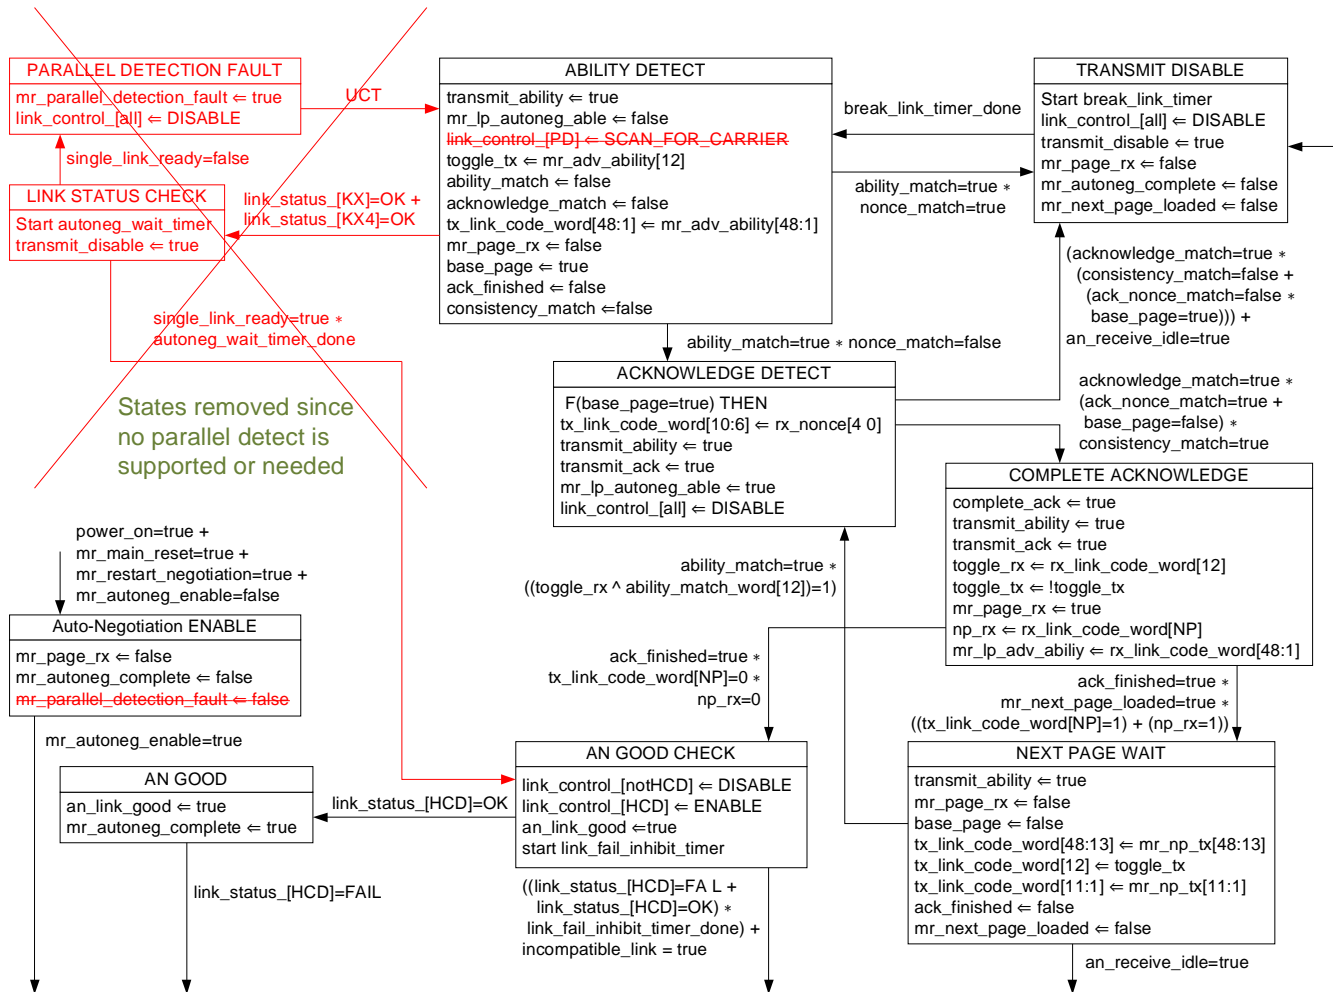 PARALLEL DETECTION FAULT
mr_parallel_detection_fault ⇐ true
link_control_[all] ⇐ DISABLE
UCT
single_link_ready=false
LINK STATUS CHECK
Start autoneg_wait_timer
transmit_disable ⇐ true
link_status_[KX]=OK +
link_status_[KX4]=OK
single_link_ready=true *
autoneg_wait_timer_done
States removed since
no parallel detect is
supported or needed
ABILITY DETECT
transmit_ability ⇐ true
mr_lp_autoneg_able ⇐ false
link_control_[PD] ⇐ SCAN_FOR_CARRIER
toggle_tx ⇐ mr_adv_ability[12]
ability_match ⇐ false
acknowledge_match ⇐ false
tx_link_code_word[48:1] ⇐ mr_adv_ability[48:1]
mr_page_rx ⇐ false
base_page ⇐ true
ack_finished ⇐ false
consistency_match ⇐false
break_link_timer_done
ability_match=true *
nonce_match=true
TRANSMIT DISABLE
Start break_link_timer
link_control_[all] ⇐ DISABLE
transmit_disable ⇐ true
mr_page_rx ⇐ false
mr_autoneg_complete ⇐ false
mr_next_page_loaded ⇐ false
(acknowledge_match=true *
(consistency_match=false +
(ack_nonce_match=false *
base_page=true))) +
an_receive_idle=true
ability_match=true * nonce_match=false
ACKNOWLEDGE DETECT
F(base_page=true) THEN
tx_link_code_word[10:6] ⇐ rx_nonce[4 0]
transmit_ability ⇐ true
transmit_ack ⇐ true
mr_lp_autoneg_able ⇐ true
link_control_[all] ⇐ DISABLE
acknowledge_match=true *
(ack_nonce_match=true +
base_page=false) *
consistency_match=true
COMPLETE ACKNOWLEDGE
complete_ack ⇐ true
transmit_ability ⇐ true
transmit_ack ⇐ true
toggle_rx ⇐ rx_link_code_word[12]
toggle_tx ⇐ !toggle_tx
mr_page_rx ⇐ true
np_rx ⇐ rx_link_code_word[NP]
mr_lp_adv_abiliy ⇐ rx_link_code_word[48:1]
ability_match=true *
((toggle_rx ^ ability_match_word[12])=1)
power_on=true +
mr_main_reset=true +
mr_restart_negotiation=true +
mr_autoneg_enable=false
Auto-Negotiation ENABLE
mr_page_rx ⇐ false
mr_autoneg_complete ⇐ false
mr_parallel_detection_fault ⇐ false
mr_autoneg_enable=true
ack_finished=true *
tx_link_code_word[NP]=0 *
np_rx=0
ack_finished=true *
mr_next_page_loaded=true *
((tx_link_code_word[NP]=1) + (np_rx=1))
AN GOOD
an_link_good ⇐ true
mr_autoneg_complete ⇐ true
link_status_[HCD]=OK
link_status_[HCD]=FAIL
AN GOOD CHECK
link_control_[notHCD] ⇐ DISABLE
link_control_[HCD] ⇐ ENABLE
an_link_good ⇐true
start link_fail_inhibit_timer
((link_status_[HCD]=FA L +
link_status_[HCD]=OK) *
link_fail_inhibit_timer_done) +
incompatible_link = true
NEXT PAGE WAIT
transmit_ability ⇐ true
mr_page_rx ⇐ false
base_page ⇐ false
tx_link_code_word[48:13] ⇐ mr_np_tx[48:13]
tx_link_code_word[12] ⇐ toggle_tx
tx_link_code_word[11:1] ⇐ mr_np_tx[11:1]
ack_finished ⇐ false
mr_next_page_loaded ⇐ false
an_receive_idle=true